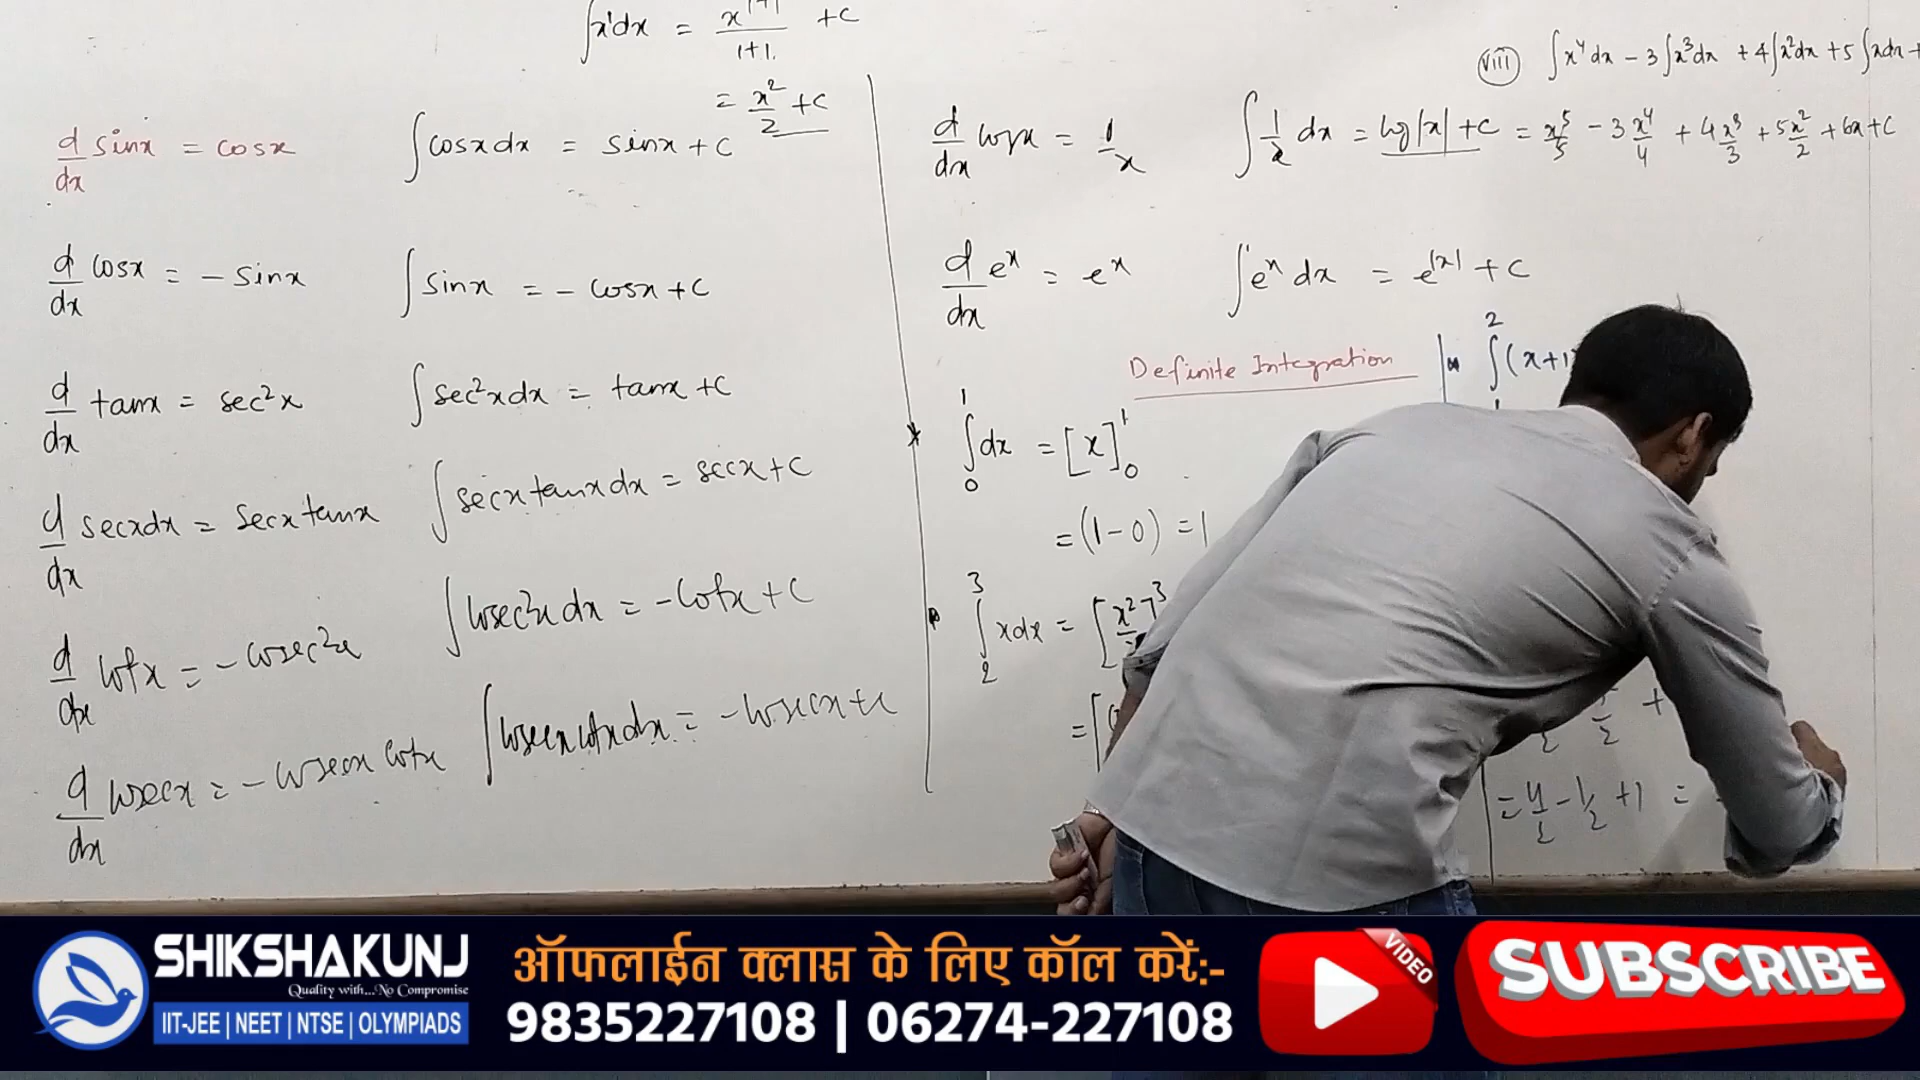 ∫x¹dx = x^(1+1)/(1+1) + C
= x²/2 + C
d/dx sinx = cosx
∫cosx dx = sinx + C
d/dx cosx = - sinx
∫sinx = - cosx + C
d/dx tanx = sec²x
∫sec²x dx = tanx + C
d/dx secx dx = secx tanx
∫secx tanx dx = secx + C
d/dx cotx = - cosec²x
∫cosec²x dx = - cotx + C
d/dx cosecx = - cosecx cotx
∫cosecx cotx dx = - cosecx + c
(viii) ∫x⁴dx - 3∫x³dx + 4∫x²dx + 5∫xdx +
d/dx logx = 1/x
∫1/x dx = log|x| + C = x⁵/5 - 3x⁴/4 + 4x³/3 + 5x²/2 + 6x + C
d/dx eˣ = eˣ
∫eˣ dx = e^|x| + C
Definite Integration
∫₀¹ dx = [x]₀¹
= (1 - 0) = 1
∫₂³ x dx = [x²
= [
2
∫(x+1
= 4/2 - 1/2 + 1 =
SHIKSHAKUNJ
Quality with...No Compromise
IIT-JEE | NEET | NTSE | OLYMPIADS
ऑफलाईन क्लास के लिए कॉल करें:-
9835227108 | 06274-227108
VIDEO
SUBSCRIBE